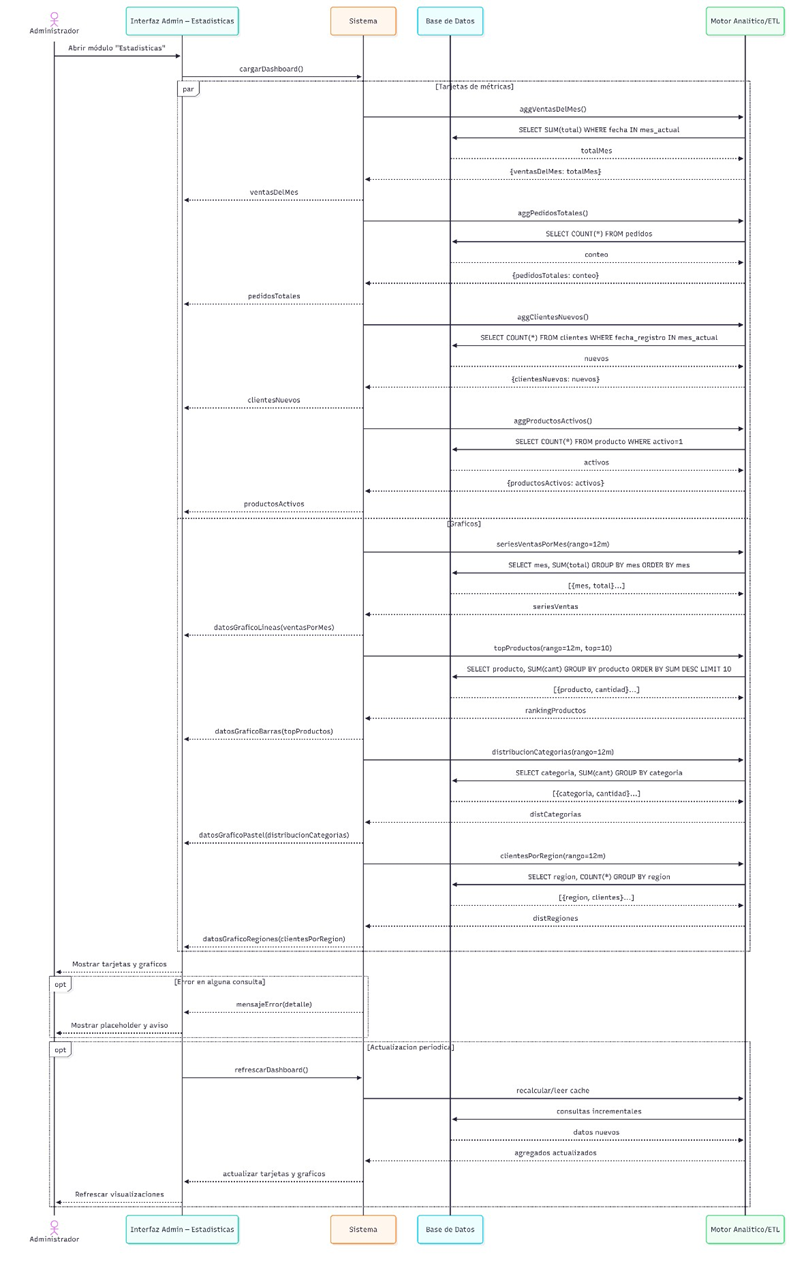 Administrador
Interfaz Admin – Estadisticas
Sistema
Base de Datos
Motor Analitico/ETL
Abrir módulo "Estadisticas"
cargarDashboard()
par
[Tarjetas de métricas]
aggVentasDelMes()
SELECT SUM(total) WHERE fecha IN mes_actual
totalMes
{ventasDelMes: totalMes}
ventasDelMes
aggPedidosTotales()
SELECT COUNT(*) FROM pedidos
conteo
{pedidosTotales: conteo}
pedidosTotales
aggClientesNuevos()
SELECT COUNT(*) FROM clientes WHERE fecha_registro IN mes_actual
nuevos
{clientesNuevos: nuevos}
clientesNuevos
aggProductosActivos()
SELECT COUNT(*) FROM producto WHERE activo=1
activos
{productosActivos: activos}
productosActivos
[Graficos]
seriesVentasPorMes(rango=12m)
SELECT mes, SUM(total) GROUP BY mes ORDER BY mes
[{mes, total}...]
seriesVentas
datosGraficoLineas(ventasPorMes)
topProductos(rango=12m, top=10)
SELECT producto, SUM(cant) GROUP BY producto ORDER BY SUM DESC LIMIT 10
[{producto, cantidad}...]
rankingProductos
datosGraficoBarras(topProductos)
distribucionCategorias(rango=12m)
SELECT categoria, SUM(cant) GROUP BY categoria
[{categoria, cantidad}...]
distCategorias
datosGraficoPastel(distribucionCategorias)
clientesPorRegion(rango=12m)
SELECT region, COUNT(*) GROUP BY region
[{region, clientes}...]
distRegiones
datosGraficoRegiones(clientesPorRegion)
Mostrar tarjetas y graficos
opt
[Error en alguna consulta]
mensajeError(detalle)
Mostrar placeholder y aviso
opt
[Actualizacion periodica]
refrescarDashboard()
recalcular/leer cache
consultas incrementales
datos nuevos
agregados actualizados
actualizar tarjetas y graficos
Refrescar visualizaciones
Administrador
Interfaz Admin – Estadisticas
Sistema
Base de Datos
Motor Analitico/ETL